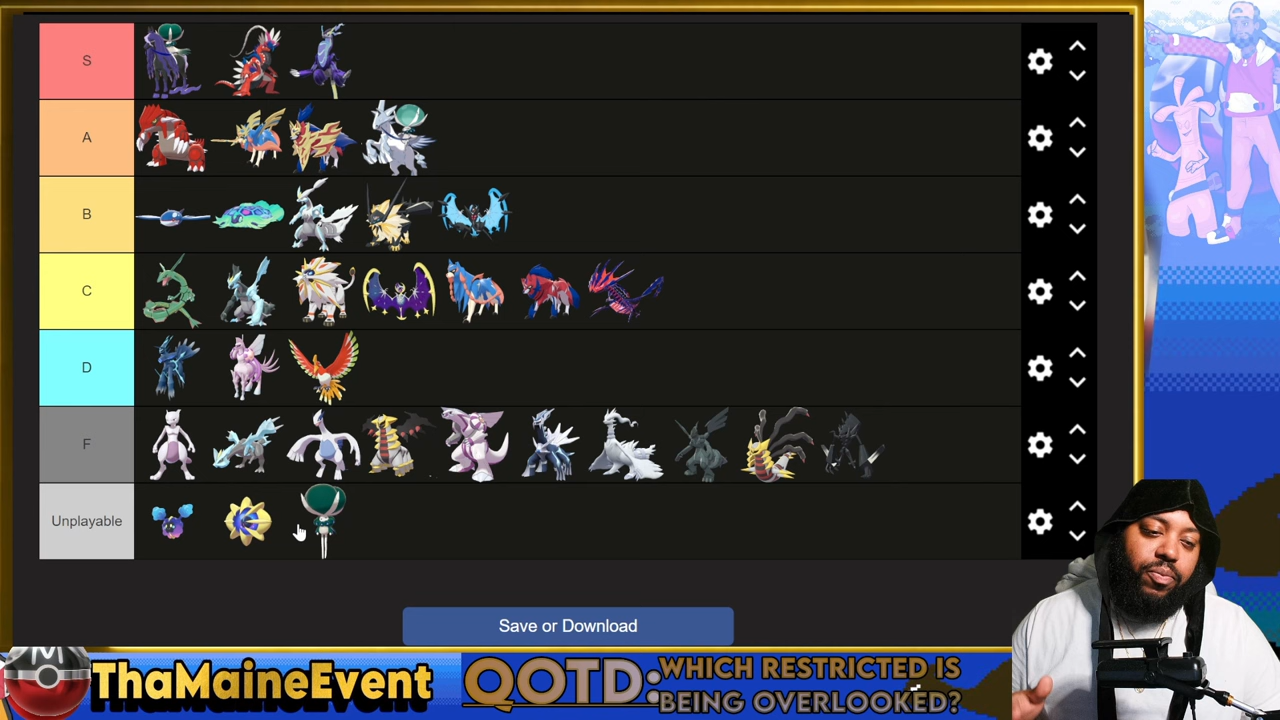 S
A
B
C
D
F
Unplayable
Save or Download
M
ThaMaineEvent
QOTD:
WHICH RESTRICTED IS
BEING OVERLOOKED?